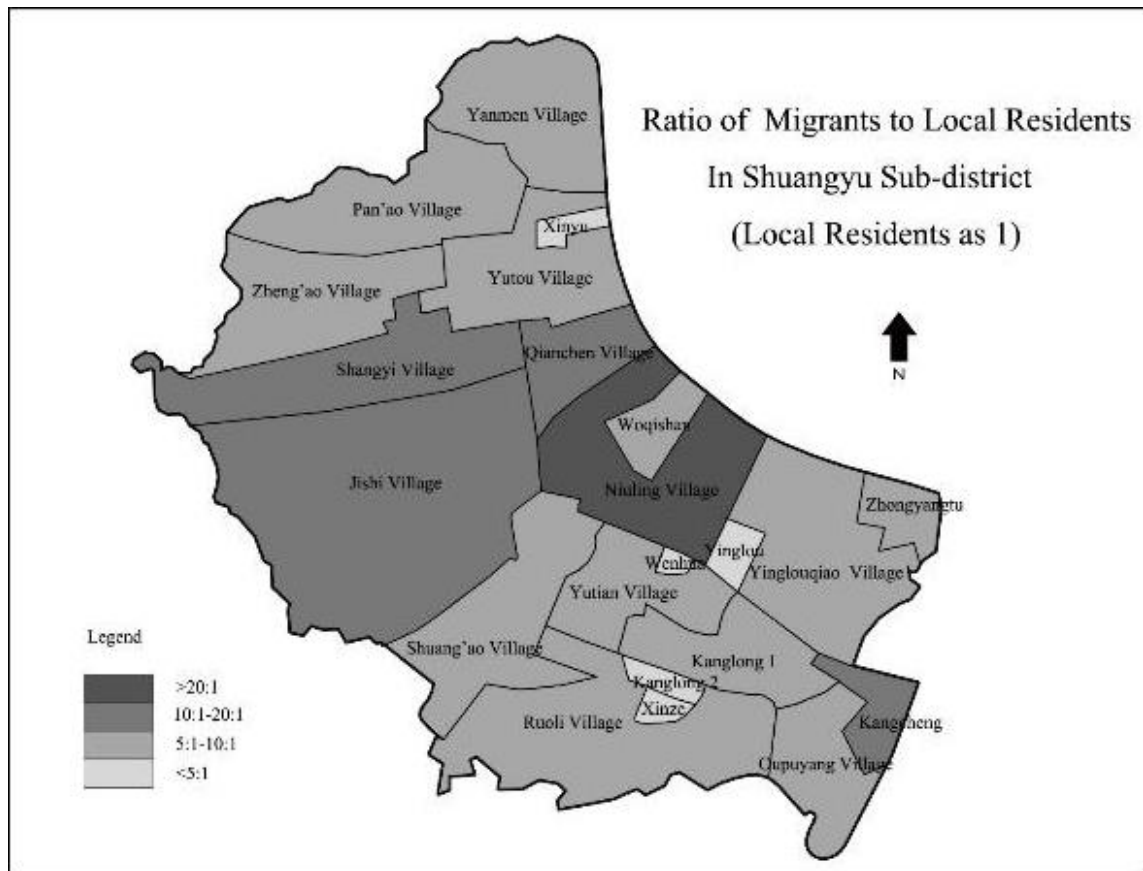 Ratio of Migrants to Local Residents
In Shuangyu Sub-district
(Local Residents as 1)
N
Yanmen Village
Pan'ao Village
Xinyu
Zheng'ao Village
Yutou Village
Qianchen Village
Shangyi Village
Woqishan
Jishi Village
Niuling Village
Zhongyangtu
Yinglou
Wenhua
Yinglouqiao Village
Yutian Village
Shuang'ao Village
Kanglong 1
Kanglong 2
Xinze
Ruoli Village
Kangcheng
Oupuyang Village
Legend
>20:1
10:1-20:1
5:1-10:1
<5:1